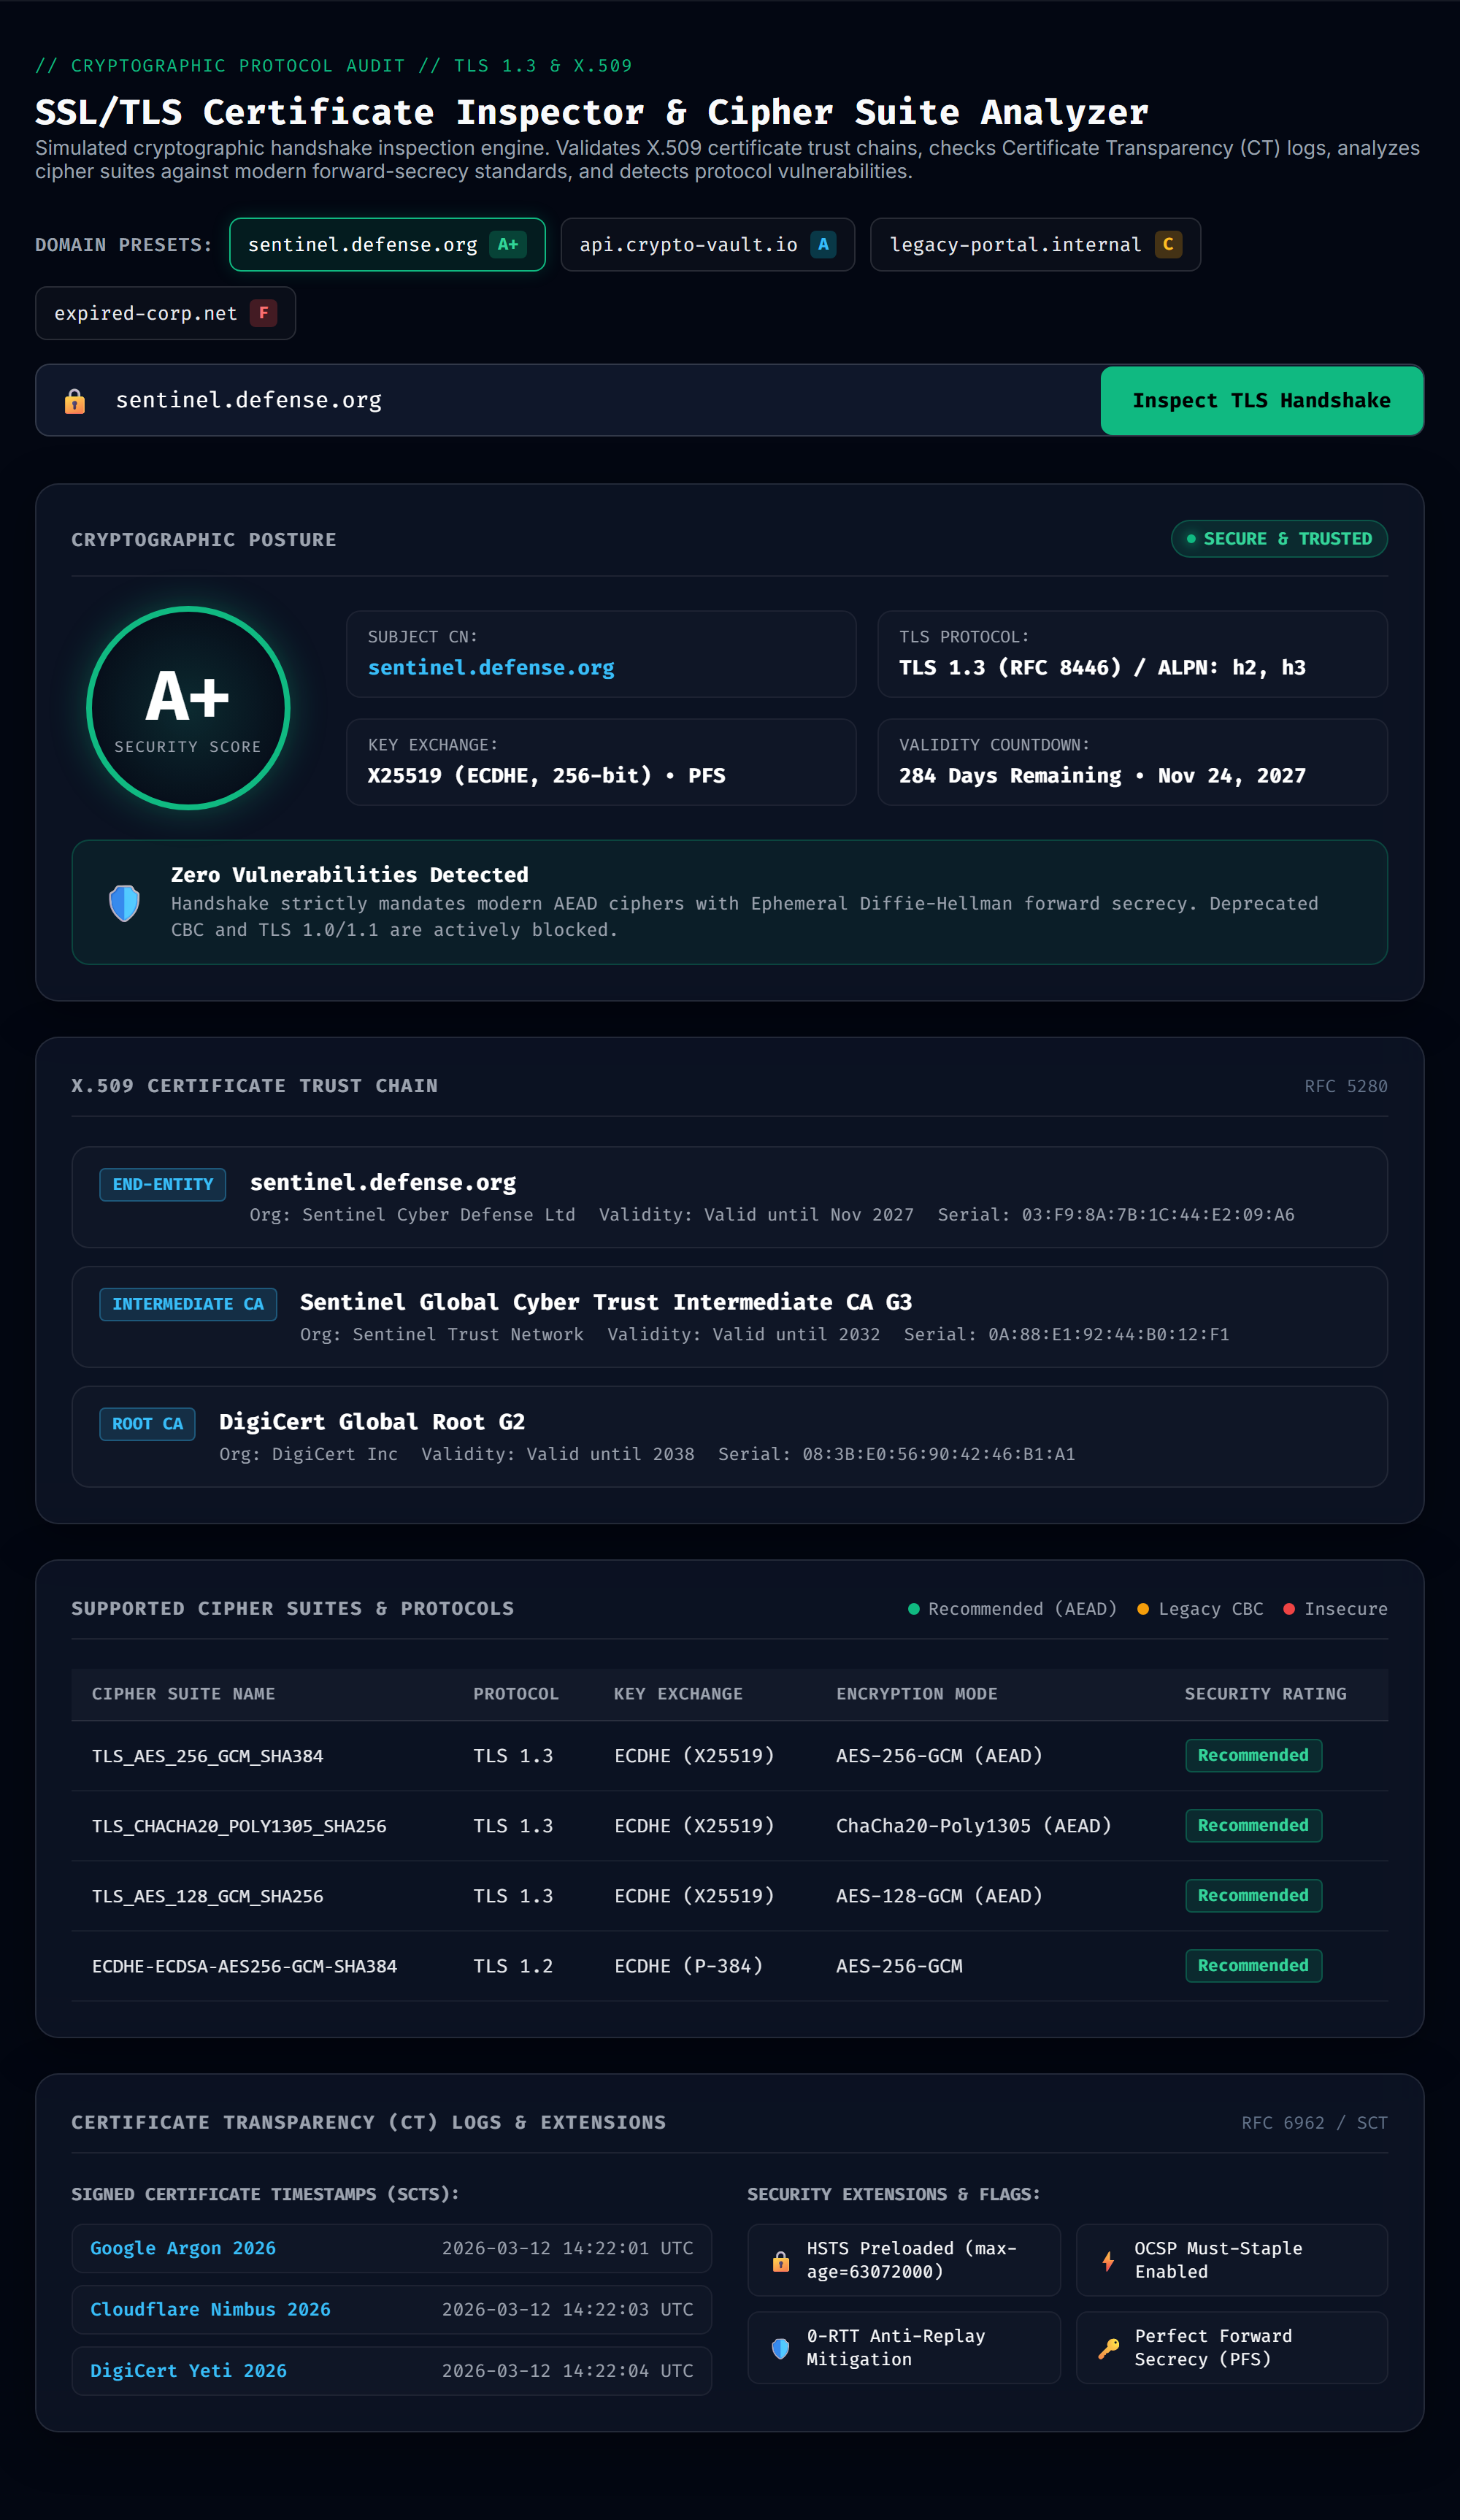 // CRYPTOGRAPHIC PROTOCOL AUDIT // TLS 1.3 & X.509
SSL/TLS Certificate Inspector & Cipher Suite Analyzer
Simulated cryptographic handshake inspection engine. Validates X.509 certificate trust chains, checks Certificate Transparency (CT) logs, analyzes
cipher suites against modern forward-secrecy standards, and detects protocol vulnerabilities.
DOMAIN PRESETS: sentinel.defense.org A+ api.crypto-vault.io A legacy-portal.internal C
expired-corp.net F
sentinel.defense.org Inspect TLS Handshake
CRYPTOGRAPHIC POSTURE SECURE & TRUSTED
A+
SECURITY SCORE
SUBJECT CN:
sentinel.defense.org
TLS PROTOCOL:
TLS 1.3 (RFC 8446) / ALPN: h2, h3
KEY EXCHANGE:
X25519 (ECDHE, 256-bit) • PFS
VALIDITY COUNTDOWN:
284 Days Remaining • Nov 24, 2027
Zero Vulnerabilities Detected
Handshake strictly mandates modern AEAD ciphers with Ephemeral Diffie-Hellman forward secrecy. Deprecated
CBC and TLS 1.0/1.1 are actively blocked.
X.509 CERTIFICATE TRUST CHAIN RFC 5280
END-ENTITY sentinel.defense.org
Org: Sentinel Cyber Defense Ltd Validity: Valid until Nov 2027 Serial: 03:F9:8A:7B:1C:44:E2:09:A6
INTERMEDIATE CA Sentinel Global Cyber Trust Intermediate CA G3
Org: Sentinel Trust Network Validity: Valid until 2032 Serial: 0A:88:E1:92:44:B0:12:F1
ROOT CA DigiCert Global Root G2
Org: DigiCert Inc Validity: Valid until 2038 Serial: 08:3B:E0:56:90:42:46:B1:A1
SUPPORTED CIPHER SUITES & PROTOCOLS Recommended (AEAD) Legacy CBC Insecure
CIPHER SUITE NAME PROTOCOL KEY EXCHANGE ENCRYPTION MODE SECURITY RATING
TLS_AES_256_GCM_SHA384 TLS 1.3 ECDHE (X25519) AES-256-GCM (AEAD) Recommended
TLS_CHACHA20_POLY1305_SHA256 TLS 1.3 ECDHE (X25519) ChaCha20-Poly1305 (AEAD) Recommended
TLS_AES_128_GCM_SHA256 TLS 1.3 ECDHE (X25519) AES-128-GCM (AEAD) Recommended
ECDHE-ECDSA-AES256-GCM-SHA384 TLS 1.2 ECDHE (P-384) AES-256-GCM Recommended
CERTIFICATE TRANSPARENCY (CT) LOGS & EXTENSIONS RFC 6962 / SCT
SIGNED CERTIFICATE TIMESTAMPS (SCTS):
Google Argon 2026 2026-03-12 14:22:01 UTC
Cloudflare Nimbus 2026 2026-03-12 14:22:03 UTC
DigiCert Yeti 2026 2026-03-12 14:22:04 UTC
SECURITY EXTENSIONS & FLAGS:
HSTS Preloaded (max-
age=63072000)
OCSP Must-Staple
Enabled
0-RTT Anti-Replay
Mitigation
Perfect Forward
Secrecy (PFS)